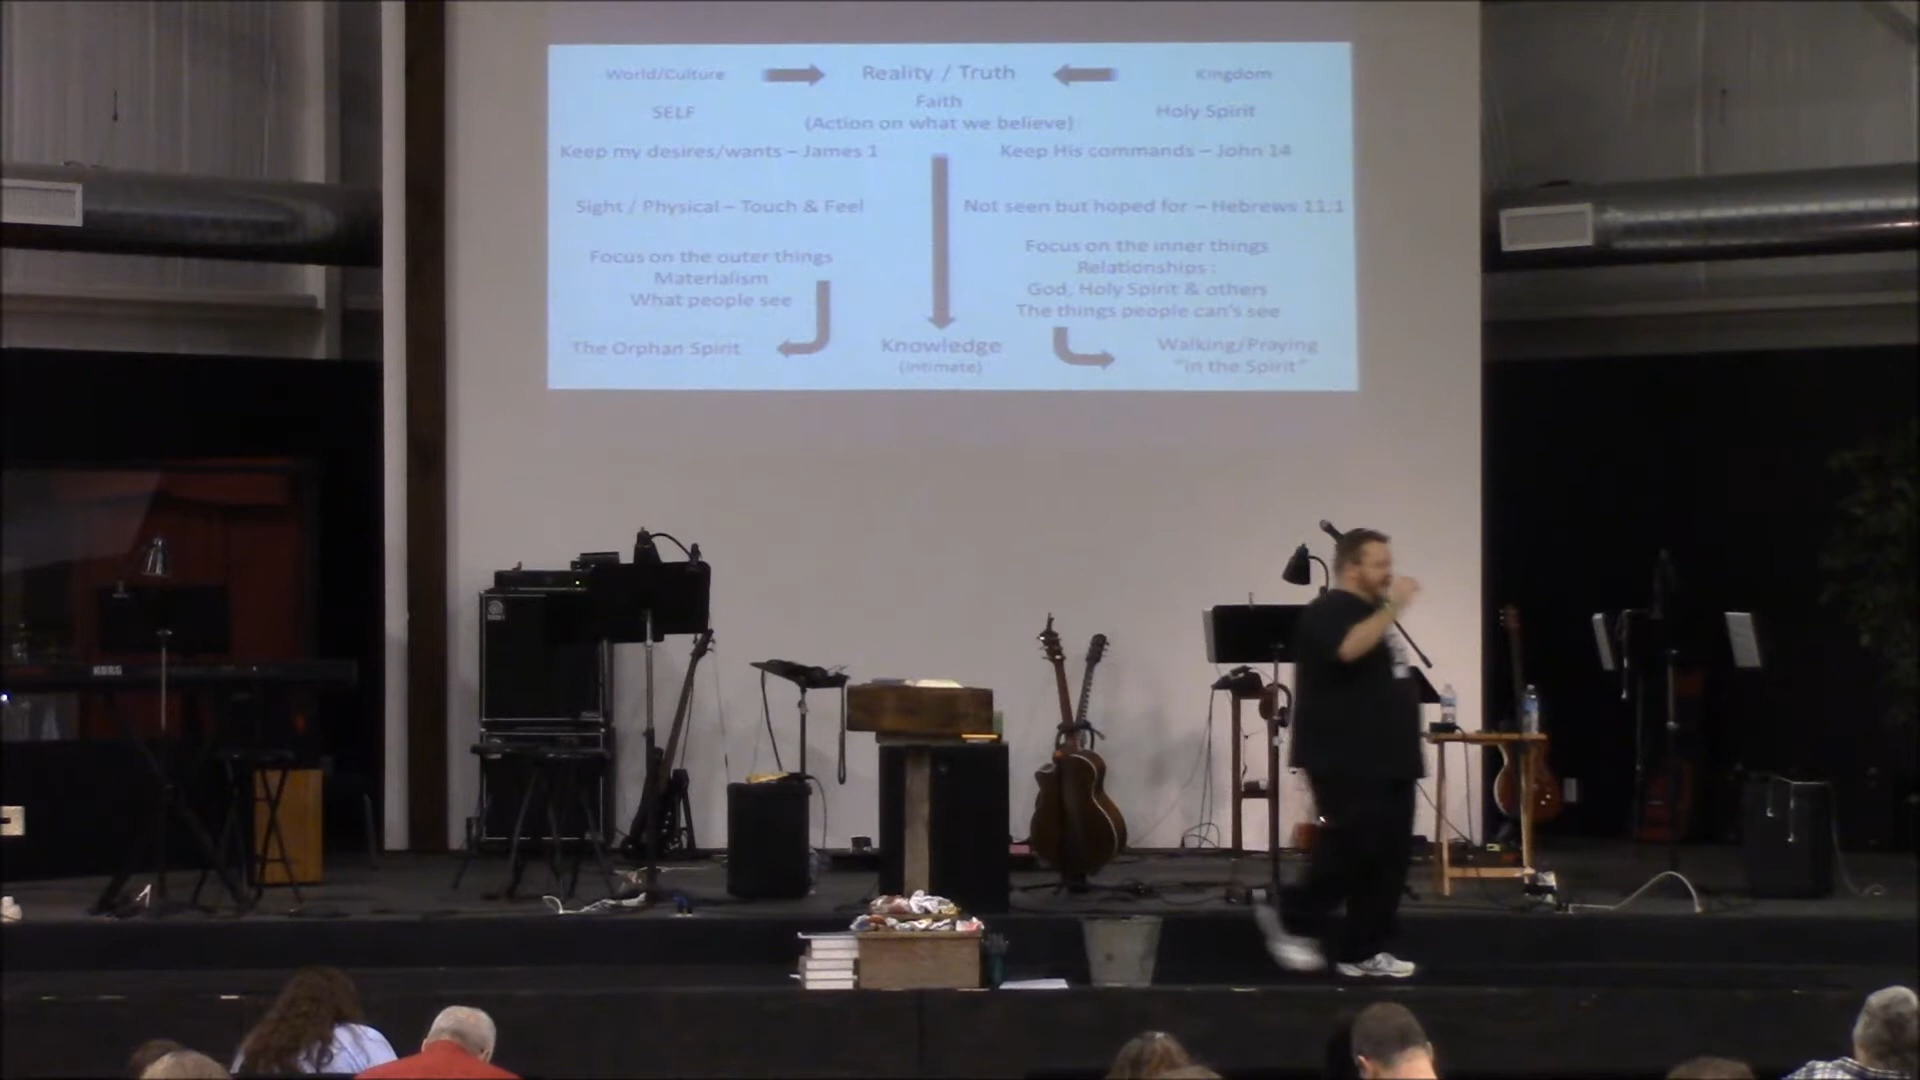 World/Culture Reality / Truth Kingdom
SELF Faith Holy Spirit
(Action on what we believe)
Keep my desires/wants – James 1 Keep His commands – John 14
Sight / Physical – Touch & Feel Not seen but hoped for – Hebrews 11:1
Focus on the outer things
Materialism
What people see
Focus on the inner things
Relationships :
God, Holy Spirit & others
The things people can's see
The Orphan Spirit
Knowledge
(intimate)
Walking/Praying
"in the Spirit"
KORG